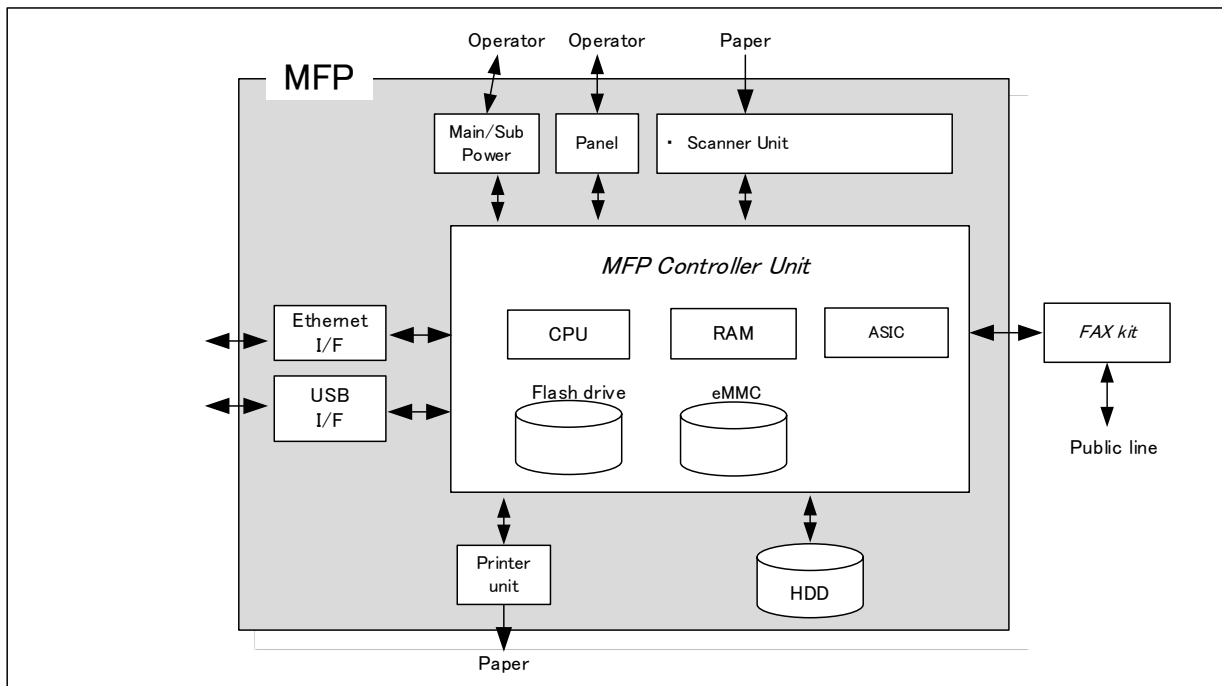 Operator
Operator
Paper
MFP
Main/Sub
Power
Panel
・ Scanner Unit
MFP Controller Unit
Ethernet
I/F
CPU
RAM
ASIC
FAX kit
USB
I/F
Flash drive
eMMC
Public line
Printer
unit
HDD
Paper